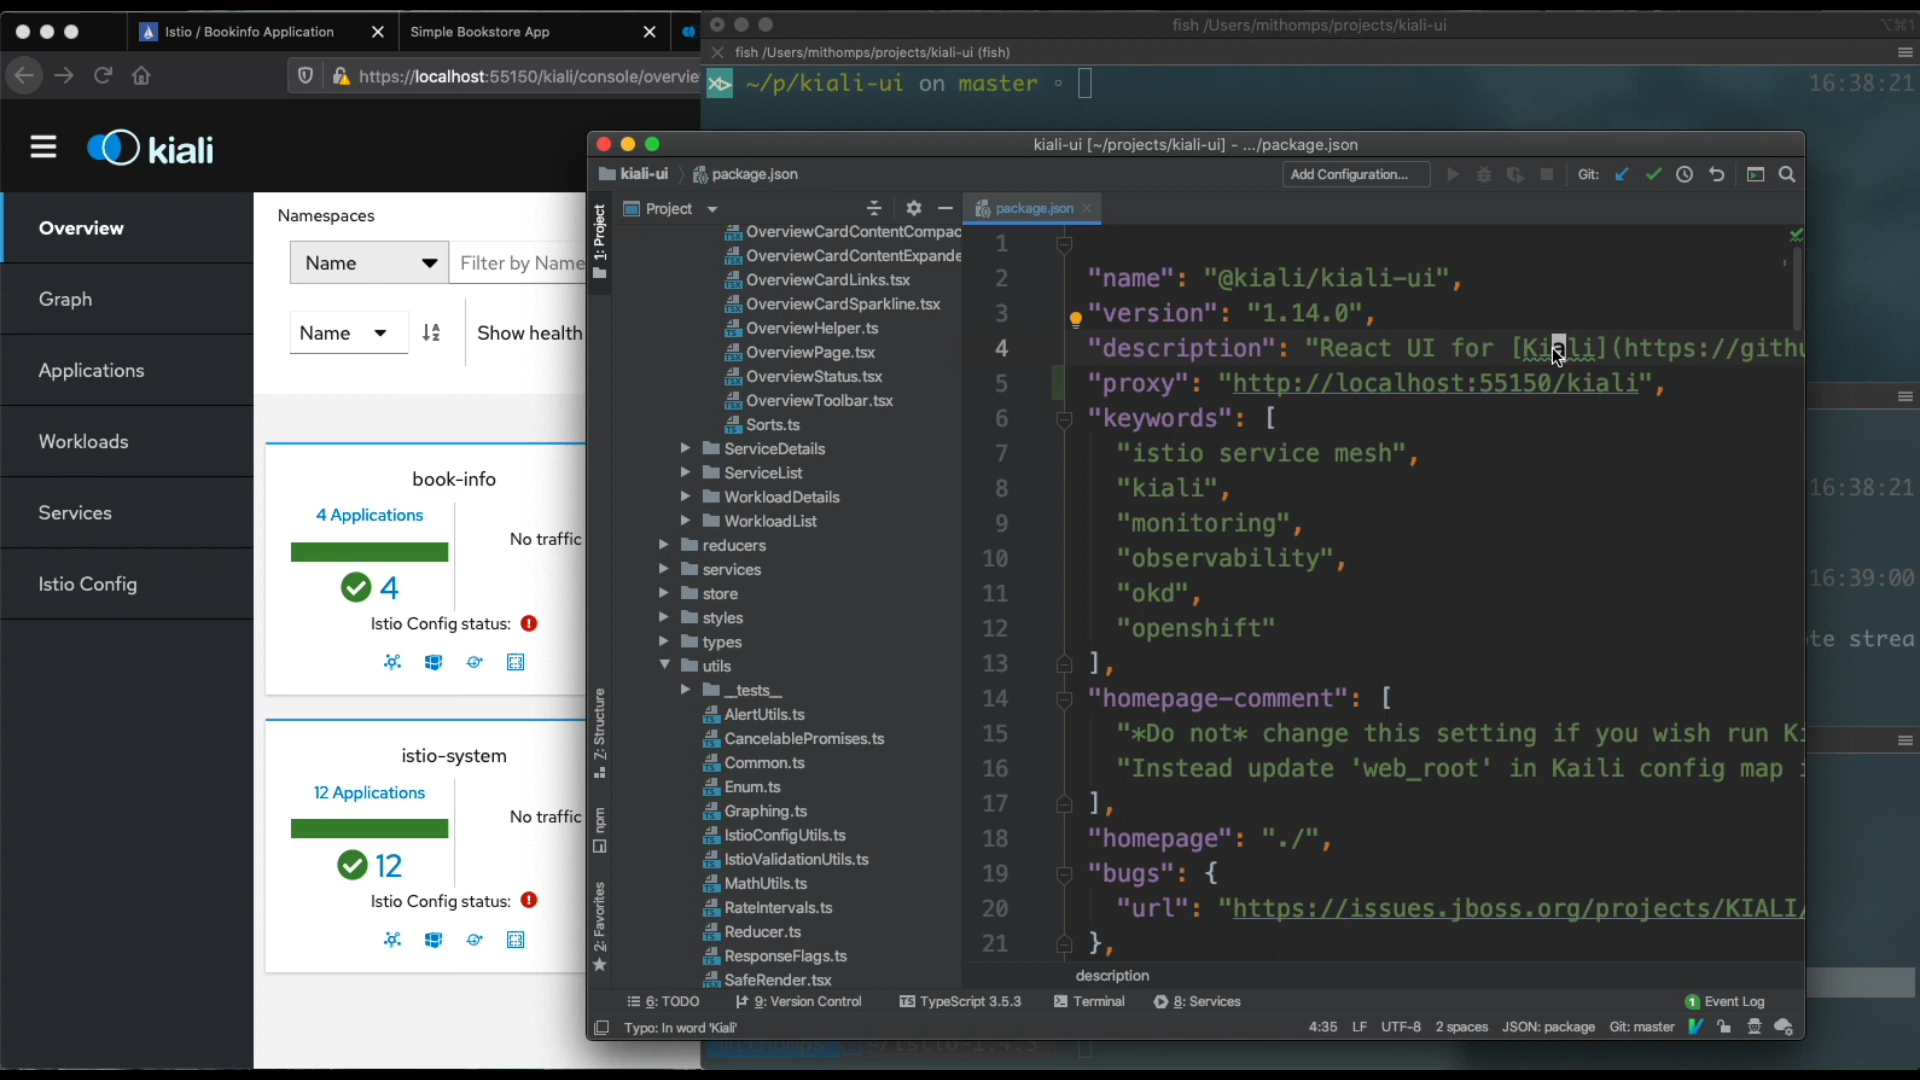 Istio / Bookinfo Application
Simple Bookstore App
https://localhost:55150/kiali/console/overvie
kiali
Overview
Graph
Applications
Workloads
Services
Istio Config
Namespaces
Name
Filter by Name
Name
Show health
book-info
4 Applications
No traffic
4
Istio Config status:
istio-system
12 Applications
No traffic
12
Istio Config status:
fish /Users/mithomps/projects/kiali-ui
⌥⌘1
fish /Users/mithomps/projects/kiali-ui (fish)
~/p/kiali-ui on master
16:38:21
16:38:21
16:39:00
te strea
kiali-ui [~/projects/kiali-ui] - .../package.json
kiali-ui
package.json
Add Configuration...
Git:
1: Project
Z: Structure
npm
2: Favorites
Project
OverviewCardContentCompac
OverviewCardContentExpande
OverviewCardLinks.tsx
OverviewCardSparkline.tsx
OverviewHelper.ts
OverviewPage.tsx
OverviewStatus.tsx
OverviewToolbar.tsx
Sorts.ts
ServiceDetails
ServiceList
WorkloadDetails
WorkloadList
reducers
services
store
styles
types
utils
__tests__
AlertUtils.ts
CancelablePromises.ts
Common.ts
Enum.ts
Graphing.ts
IstioConfigUtils.ts
IstioValidationUtils.ts
MathUtils.ts
RateIntervals.ts
Reducer.ts
ResponseFlags.ts
SafeRender.tsx
package.json
1
2 "name": "@kiali/kiali-ui",
3 "version": "1.14.0",
4 "description": "React UI for [Kiali](https://githu
5 "proxy": "http://localhost:55150/kiali",
6 "keywords": [
7 "istio service mesh",
8 "kiali",
9 "monitoring",
10 "observability",
11 "okd",
12 "openshift"
13 ],
14 "homepage-comment": [
15 "*Do not* change this setting if you wish run Ki
16 "Instead update 'web_root' in Kaili config map i
17 ],
18 "homepage": "./",
19 "bugs": {
20 "url": "https://issues.jboss.org/projects/KIALI/
21 },
description
6: TODO
9: Version Control
TypeScript 3.5.3
Terminal
8: Services
1 Event Log
Typo: In word 'Kiali'
4:35 LF UTF-8 2 spaces JSON: package Git: master